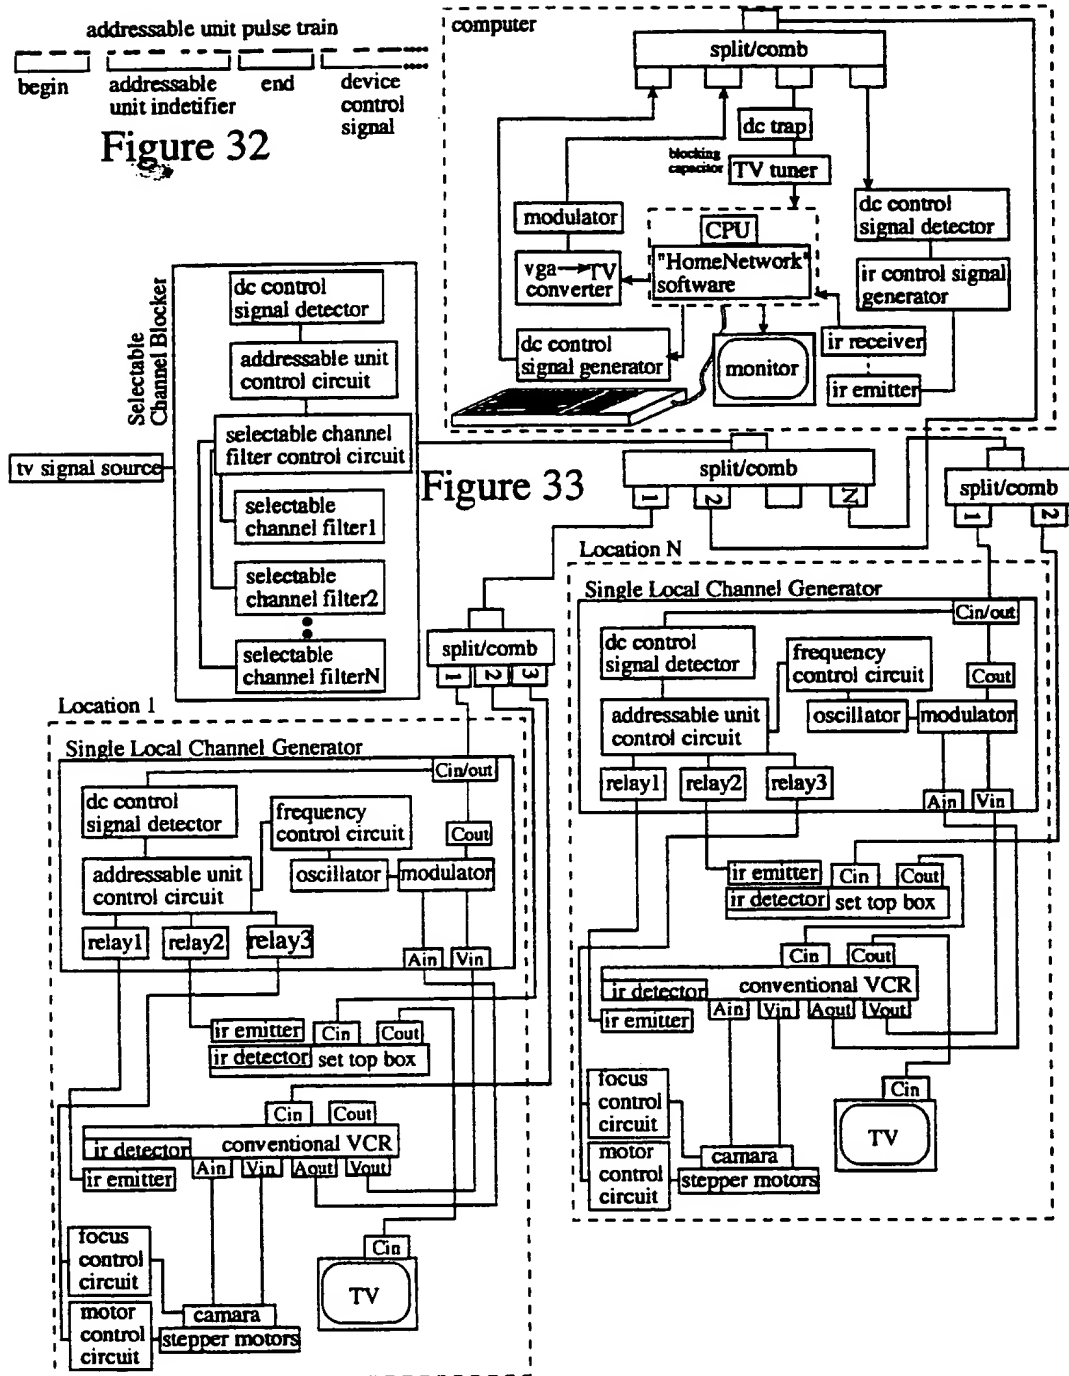 addressable unit pulse train
begin
addressable
unit indetifier
end
device
control
signal
Figure 32
computer
split/comb
dc trap
blocking
capacitor
TV tuner
modulator
CPU
"HomeNetwork"
software
vga→TV
converter
dc control
signal detector
ir control signal
generator
dc control
signal generator
monitor
ir receiver
ir emitter
Selectable
Channel Blocker
dc control
signal detector
addressable unit
control circuit
selectable channel
filter control circuit
selectable
channel filter1
selectable
channel filter2
selectable
channel filterN
tv signal source
Figure 33
split/comb
1
2
N
split/comb
1
2
split/comb
1
2
3
Location 1
Single Local Channel Generator
Cin/out
dc control
signal detector
frequency
control circuit
Cout
addressable unit
control circuit
oscillator
modulator
relay1
relay2
relay3
Ain
Vin
ir emitter
Cin
Cout
ir detector
set top box
Cin
Cout
conventional VCR
ir detector
Ain
Vin
Aout
Vout
ir emitter
focus
control
circuit
motor
control
circuit
camara
stepper motors
Cin
TV
Location N
Single Local Channel Generator
Cin/out
dc control
signal detector
frequency
control circuit
Cout
addressable unit
control circuit
oscillator
modulator
relay1
relay2
relay3
Ain
Vin
ir emitter
Cin
Cout
ir detector
set top box
Cin
Cout
conventional VCR
ir detector
Ain
Vin
Aout
Vout
ir emitter
focus
control
circuit
motor
control
circuit
camara
stepper motors
Cin
TV